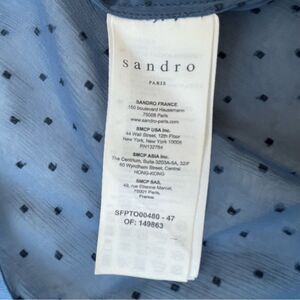 sandro
PARIS
SANDRO FRANCE
150 boulevard Haussmann
75008 Paris
www.sandro-paris.com
SMCP USA Inc.
44 Wall Street, 12th Floor
New York, New York 10005
RN132784
SMCP ASIA Inc.
The Centrium, Suite 3203A-5A, 32/F
60 Wyndham Street, Central
HONG-KONG
SMCP SAS,
49, rue Etienne Marcel,
75001 Paris,
France
SFPTO00480 - 47
OF: 149863